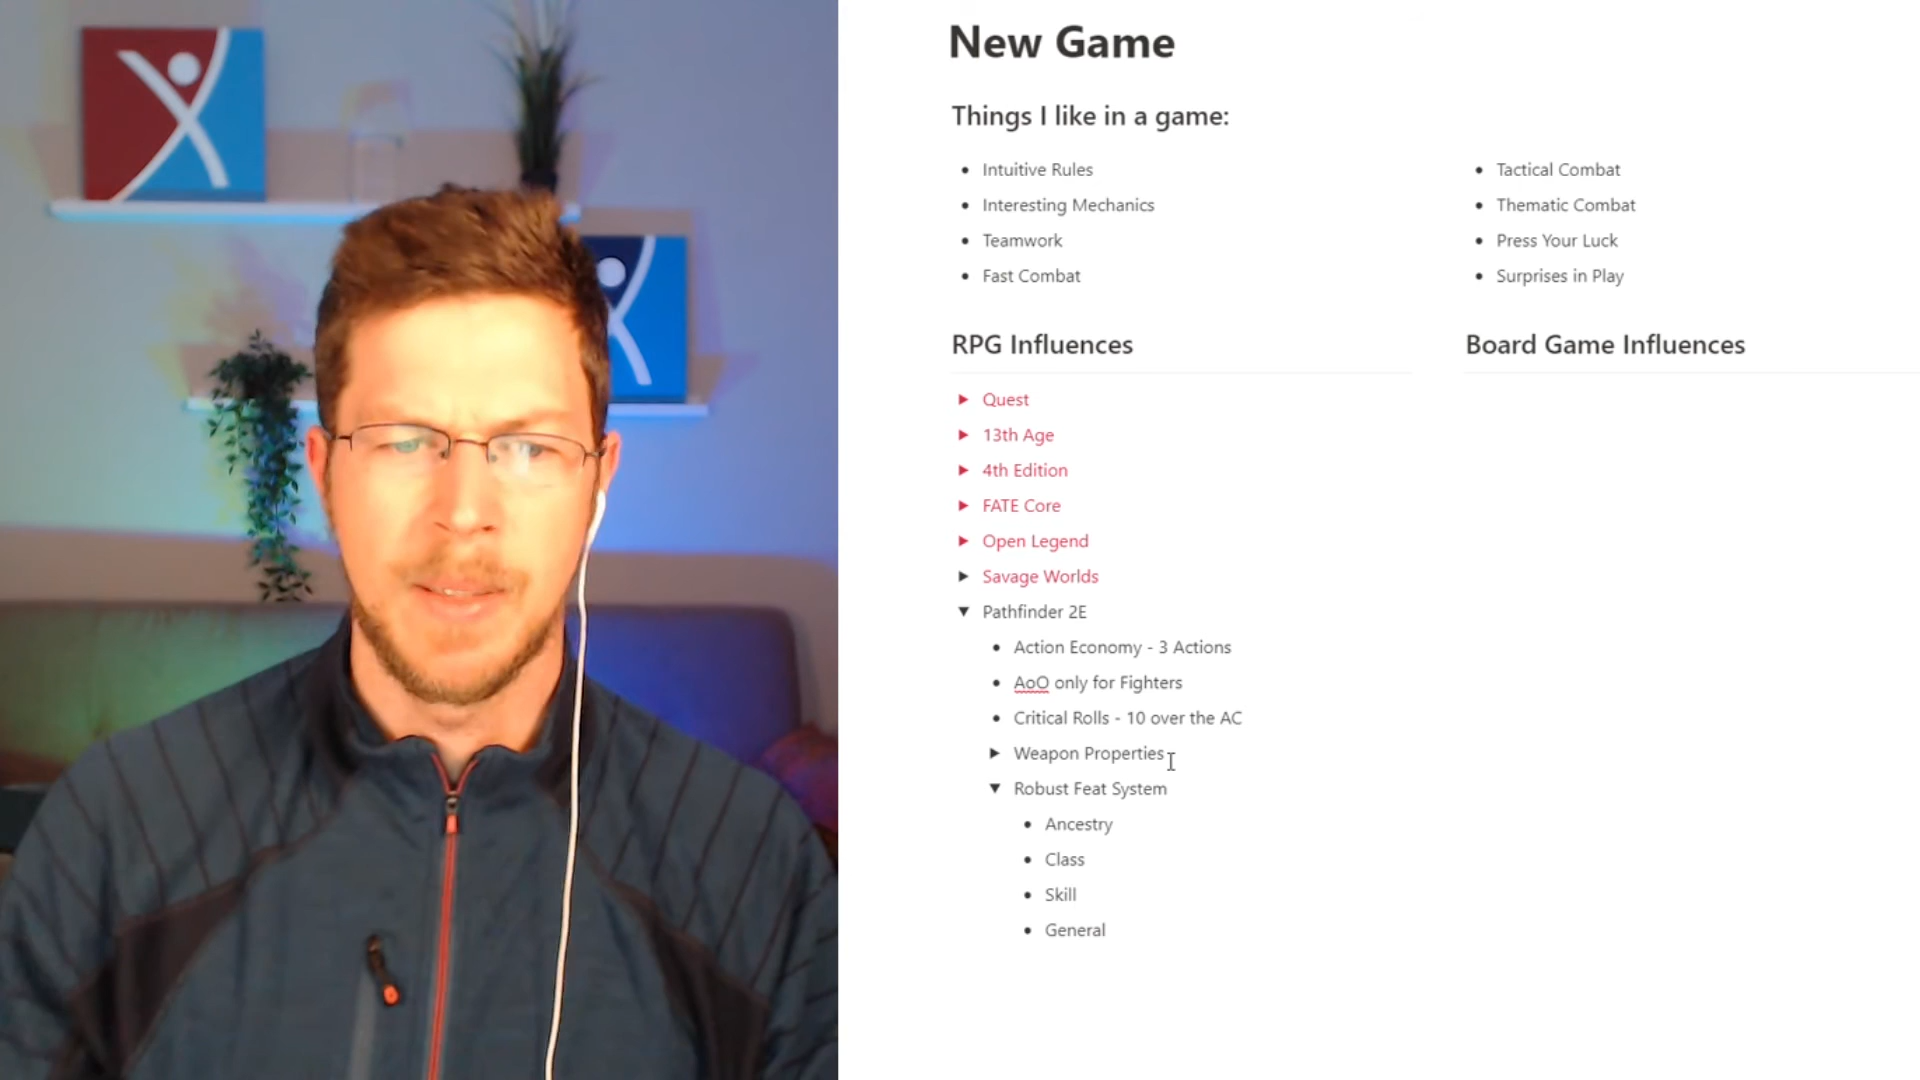 New Game
Things I like in a game:
Intuitive Rules
Interesting Mechanics
Teamwork
Fast Combat
Tactical Combat
Thematic Combat
Press Your Luck
Surprises in Play
RPG Influences
Quest
13th Age
4th Edition
FATE Core
Open Legend
Savage Worlds
Pathfinder 2E
Action Economy - 3 Actions
AoO only for Fighters
Critical Rolls - 10 over the AC
Weapon Properties
Robust Feat System
Ancestry
Class
Skill
General
Board Game Influences